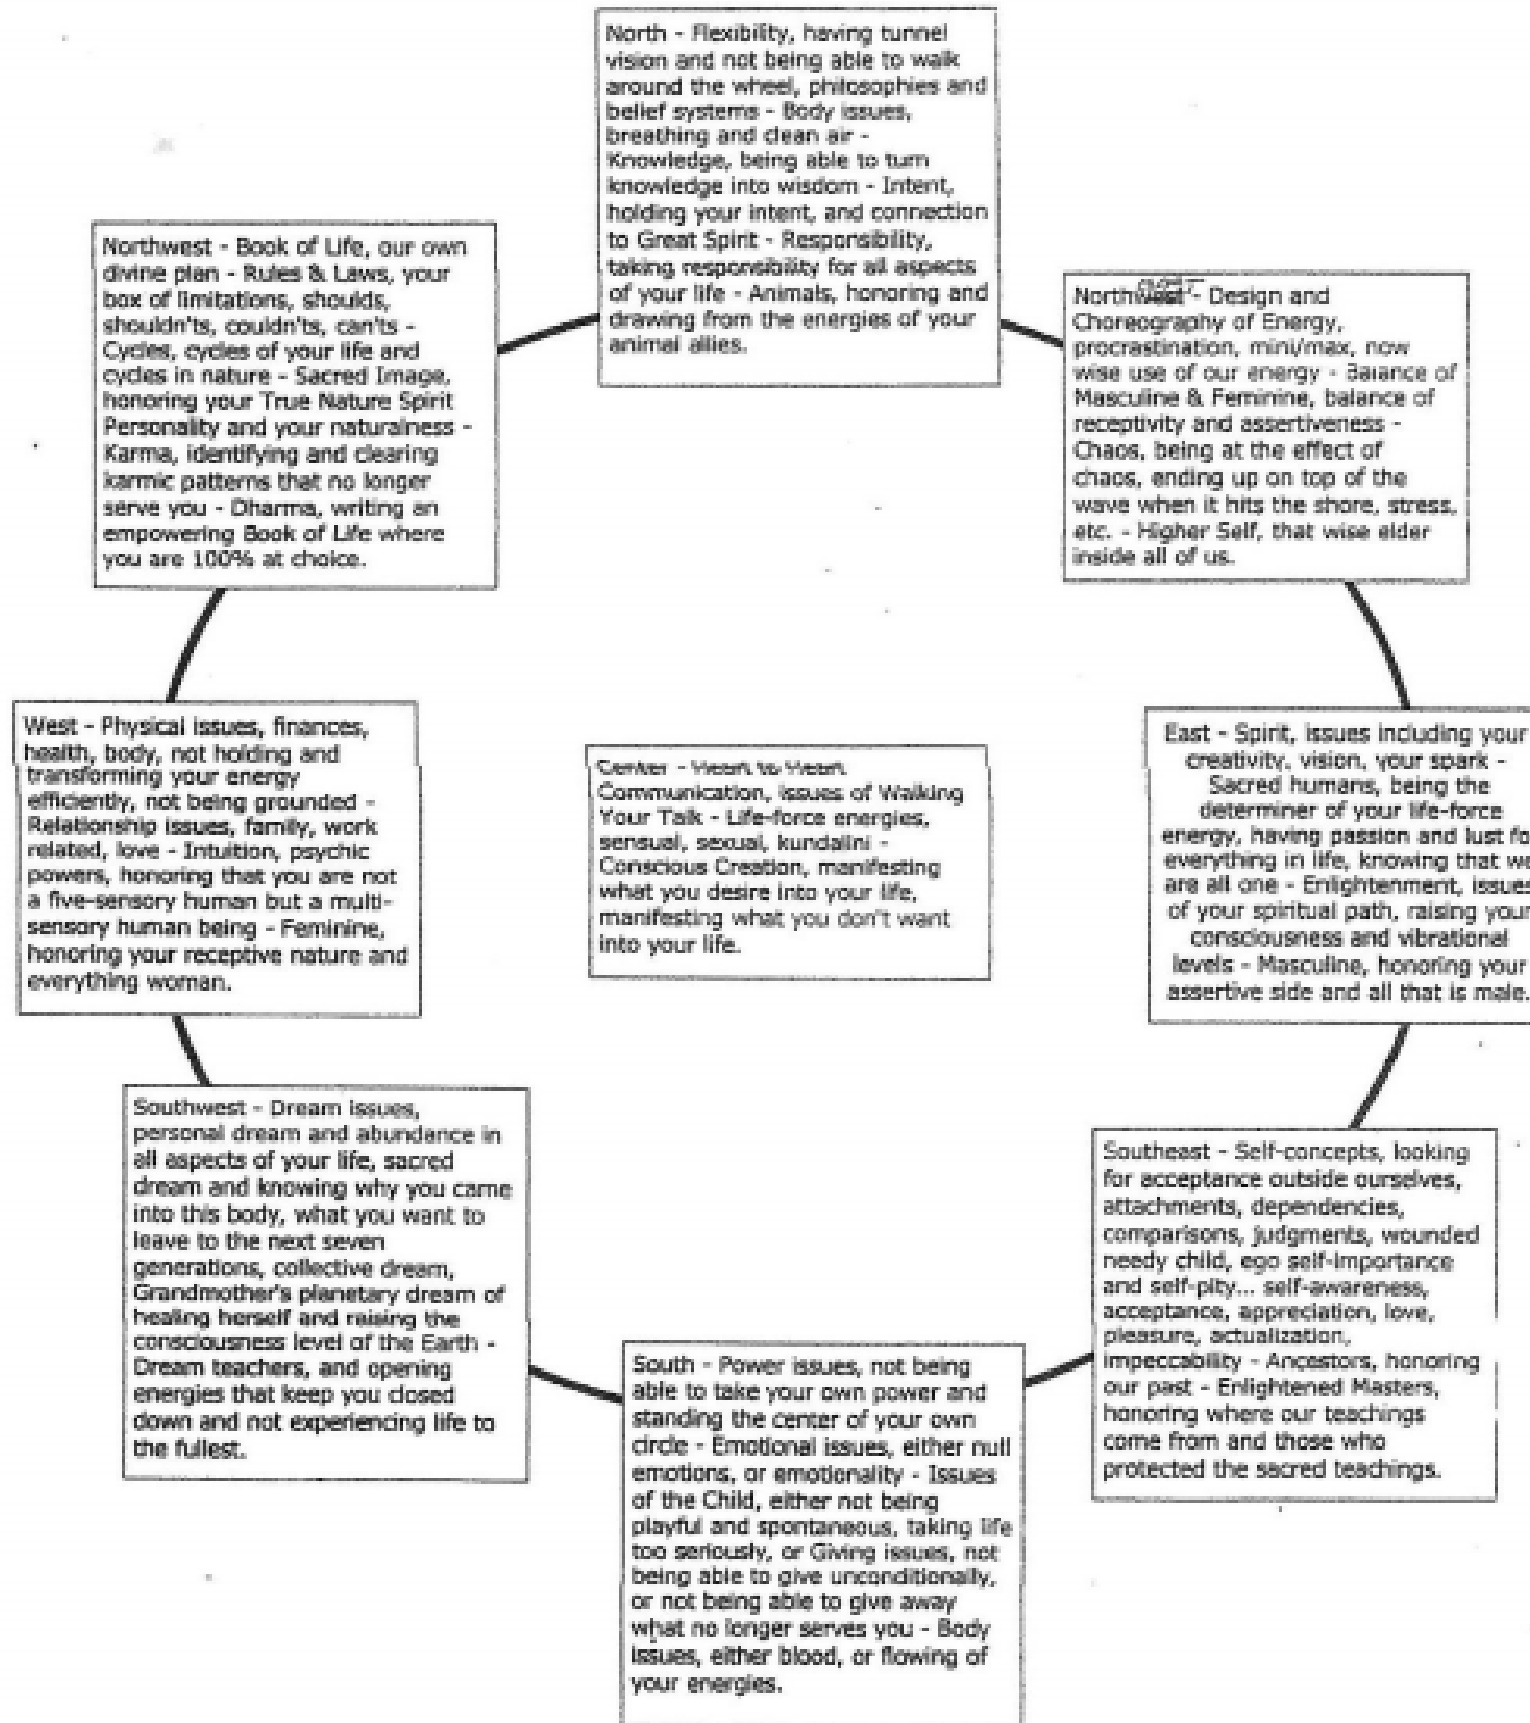 North - Flexibility, having tunnel
vision and not being able to walk
around the wheel, philosophies and
belief systems - Body issues,
breathing and clean air -
Knowledge, being able to turn
knowledge into wisdom - Intent,
holding your intent, and connection
to Great Spirit - Responsibility,
taking responsibility for all aspects
of your life - Animals, honoring and
drawing from the energies of your
animal allies.
Northwest - Book of Life, our own
divine plan - Rules & Laws, your
box of limitations, shoulds,
shouldn'ts, couldn'ts, can'ts -
Cycles, cycles of your life and
cycles in nature - Sacred Image,
honoring your True Nature Spirit
Personality and your naturalness -
Karma, identifying and clearing
karmic patterns that no longer
serve you - Dharma, writing an
empowering Book of Life where
you are 100% at choice.
Northwest - Design and
Choreography of Energy,
procrastination, mini/max, now
wise use of our energy - Balance of
Masculine & Feminine, balance of
receptivity and assertiveness -
Chaos, being at the effect of
chaos, ending up on top of the
wave when it hits the shore, stress,
etc. - Higher Self, that wise elder
inside all of us.
West - Physical issues, finances,
health, body, not holding and
transforming your energy
efficiently, not being grounded -
Relationship issues, family, work
related, love - Intuition, psychic
powers, honoring that you are not
a five-sensory human but a multi-
sensory human being - Feminine,
honoring your receptive nature and
everything woman.
Center - Heart to Heart
Communication, issues of Walking
Your Talk - Life-force energies,
sensual, sexual, kundalini -
Conscious Creation, manifesting
what you desire into your life,
manifesting what you don't want
into your life.
East - Spirit, issues including your
creativity, vision, your spark -
Sacred humans, being the
determiner of your life-force
energy, having passion and lust fo
everything in life, knowing that we
are all one - Enlightenment, issues
of your spiritual path, raising your
consciousness and vibrational
levels - Masculine, honoring your
assertive side and all that is male.
Southwest - Dream issues,
personal dream and abundance in
all aspects of your life, sacred
dream and knowing why you came
into this body, what you want to
leave to the next seven
generations, collective dream,
Grandmother's planetary dream of
healing herself and raising the
consciousness level of the Earth -
Dream teachers, and opening
energies that keep you closed
down and not experiencing life to
the fullest.
Southeast - Self-concepts, looking
for acceptance outside ourselves,
attachments, dependencies,
comparisons, judgments, wounded
needy child, ego self-importance
and self-pity... self-awareness,
acceptance, appreciation, love,
pleasure, actualization,
impeccability - Ancestors, honoring
our past - Enlightened Masters,
honoring where our teachings
come from and those who
protected the sacred teachings.
South - Power issues, not being
able to take your own power and
standing the center of your own
circle - Emotional issues, either null
emotions, or emotionality - Issues
of the Child, either not being
playful and spontaneous, taking life
too seriously, or Giving issues, not
being able to give unconditionally,
or not being able to give away
what no longer serves you - Body
issues, either blood, or flowing of
your energies.